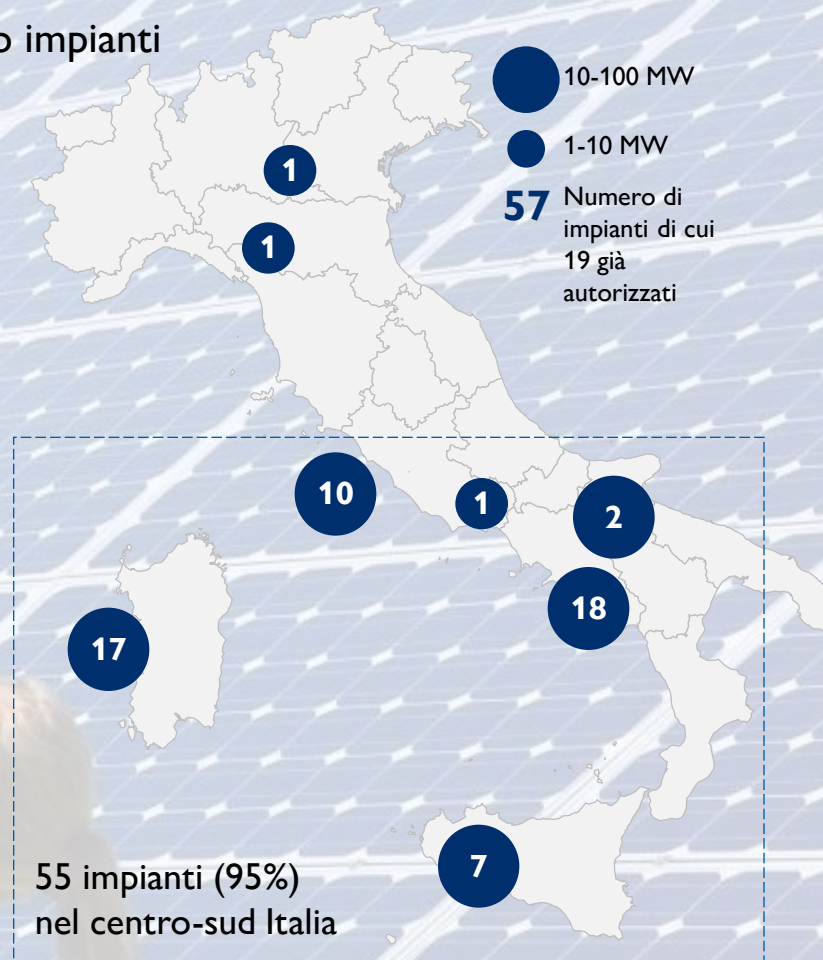 o impianti
10-100 MW
1-10 MW
57 Numero di
impianti di cui
19 già
autorizzati
1
1
10
1
2
18
17
7
55 impianti (95%)
nel centro-sud Italia